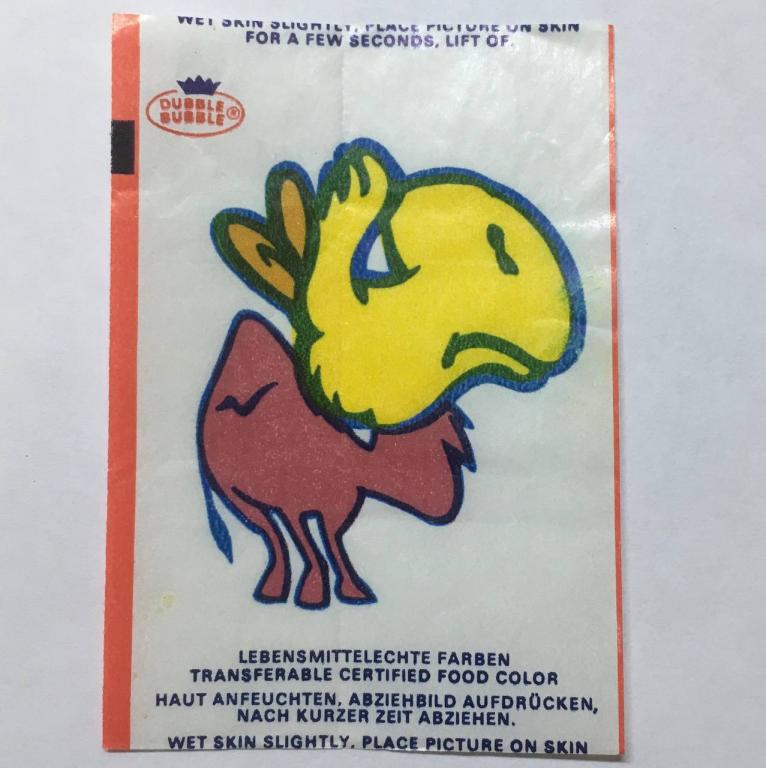 WET SKIN SLIGHTLY, PLACE PICTURE ON SKIN
FOR A FEW SECONDS, LIFT OF.
DUBBLE
BUBBLE ®
LEBENSMITTELECHTE FARBEN
TRANSFERABLE CERTIFIED FOOD COLOR
HAUT ANFEUCHTEN, ABZIEHBILD AUFDRÜCKEN,
NACH KURZER ZEIT ABZIEHEN.
WET SKIN SLIGHTLY, PLACE PICTURE ON SKIN